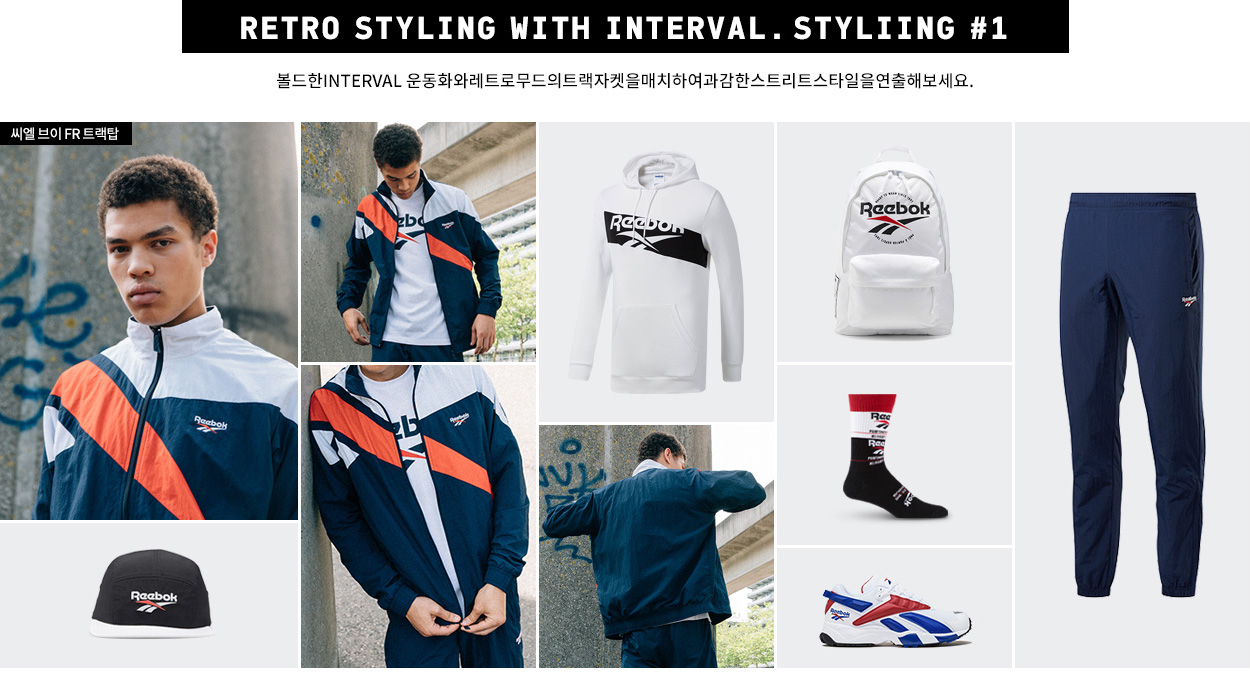 RETRO STYLING WITH INTERVAL. STYLIING #1
볼드한INTERVAL 운동화와레트로무드의트랙자켓을매치하여과감한스트리트스타일을연출해보세요.
씨엘 브이 FR 트랙탑
Reebok
Reebok
Reebok
Reebok
Reebok
Reebok
Reebok
Reebok
Reebok
Reebok
Reebok